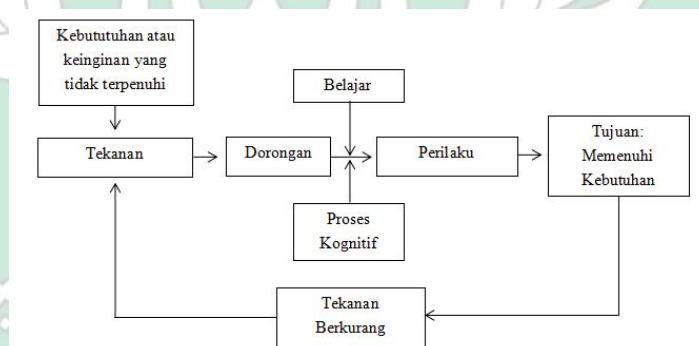 Kebututuhan atau
keinginan yang
tidak terpenuhi
Belajar
Tekanan
Dorongan
Perilaku
Tujuan:
Memenuhi
Kebutuhan
Proses
Kognitif
Tekanan
Berkurang